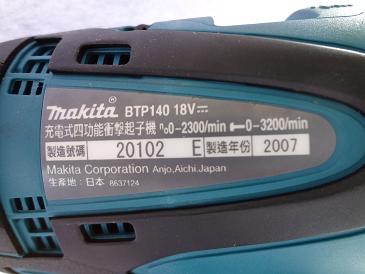 makita BTP140 18V⎓
充電式四功能衝擊起子機 n₀0-2300/min 0-3200/min
製造號碼 20102 E 製造年份 2007
Makita Corporation Anjo,Aichi,Japan
生產地：日本 8637124